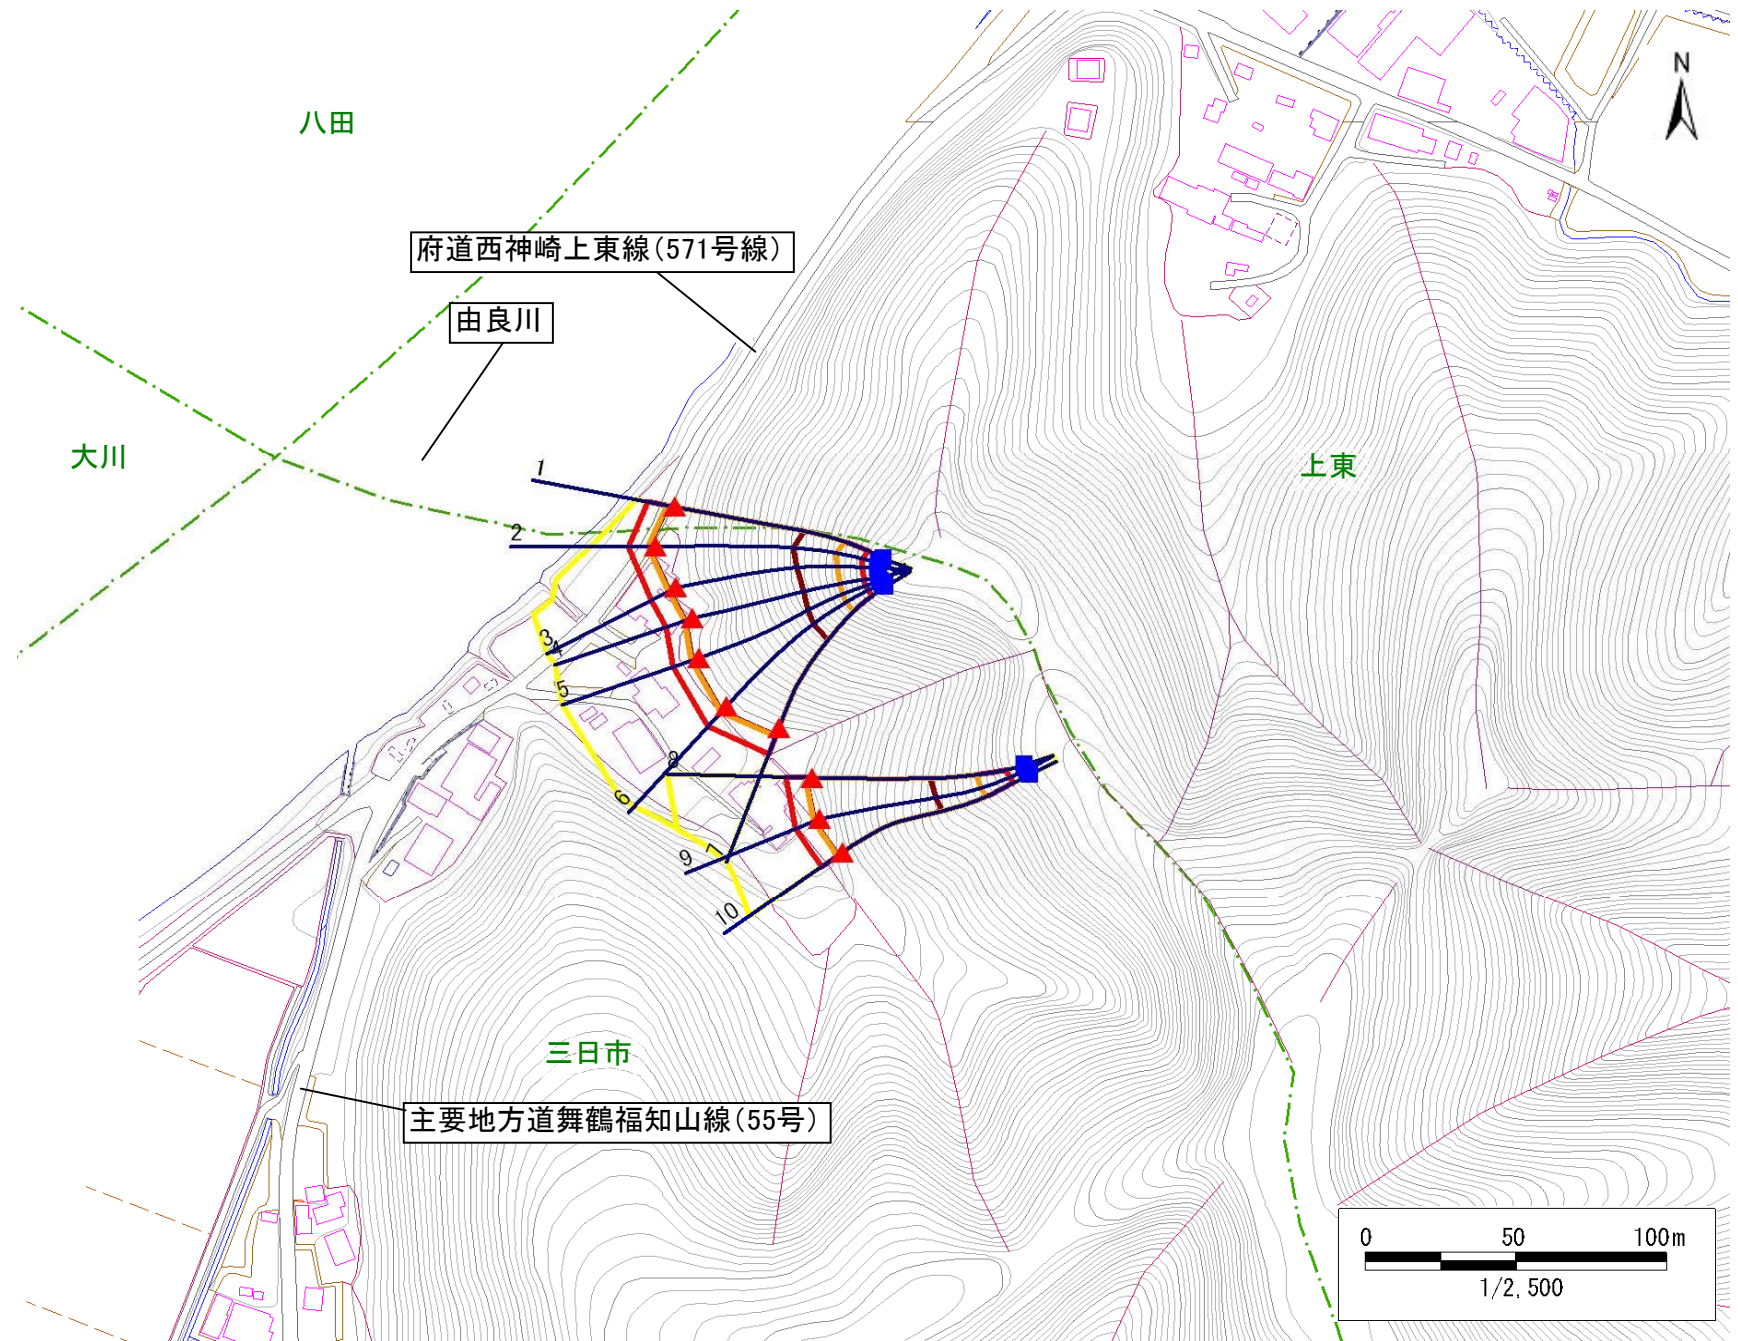 N
八田
府道西神崎上東線(571号線)
由良川
大川
上東
1
2
3
4
5
8
6
7
9
10
三日市
主要地方道舞鶴福知山線(55号)
0 50 100m
1/2,500